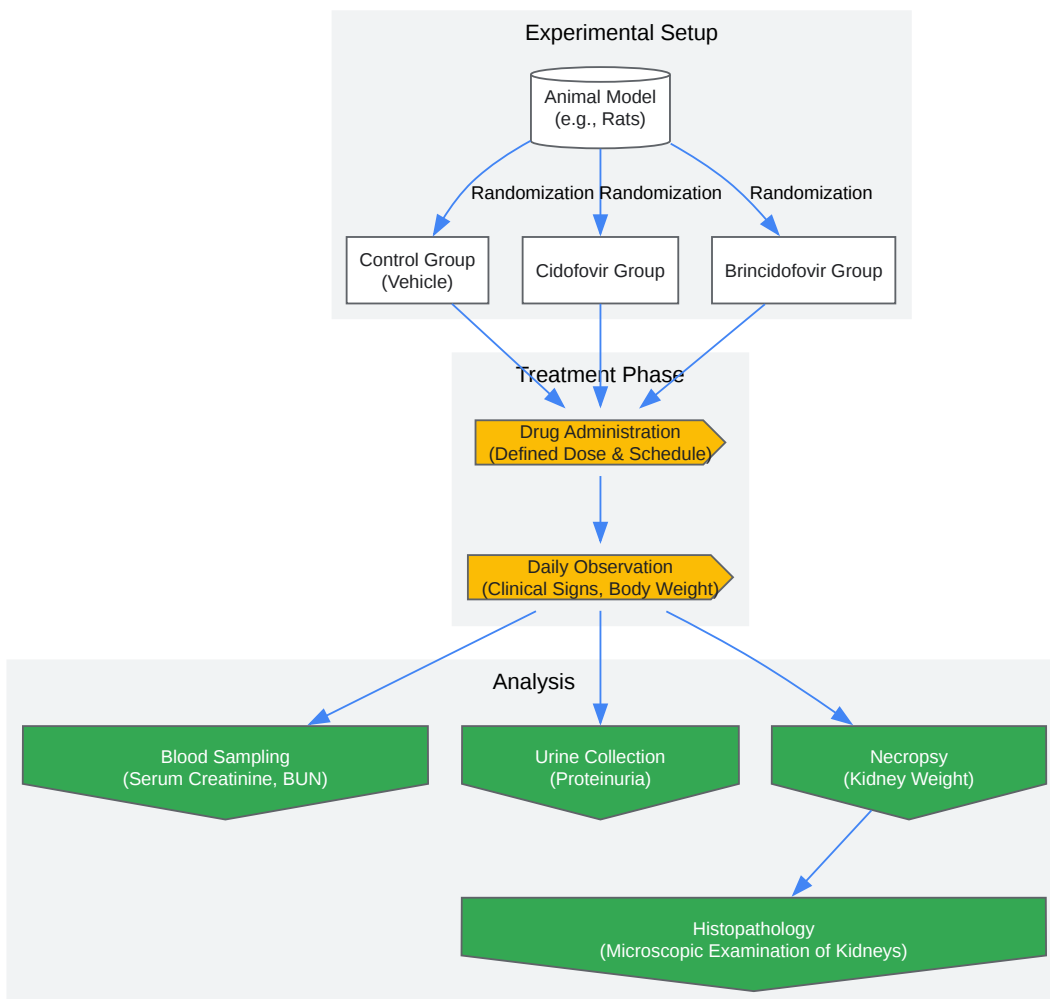 Experimental Setup
Animal Model
(e.g., Rats)
Randomization Randomization Randomization
Control Group
(Vehicle)
Cidofovir Group
Brincidofovir Group
Treatment Phase
Drug Administration
(Defined Dose & Schedule)
Daily Observation
(Clinical Signs, Body Weight)
Analysis
Blood Sampling
(Serum Creatinine, BUN)
Urine Collection
(Proteinuria)
Necropsy
(Kidney Weight)
Histopathology
(Microscopic Examination of Kidneys)